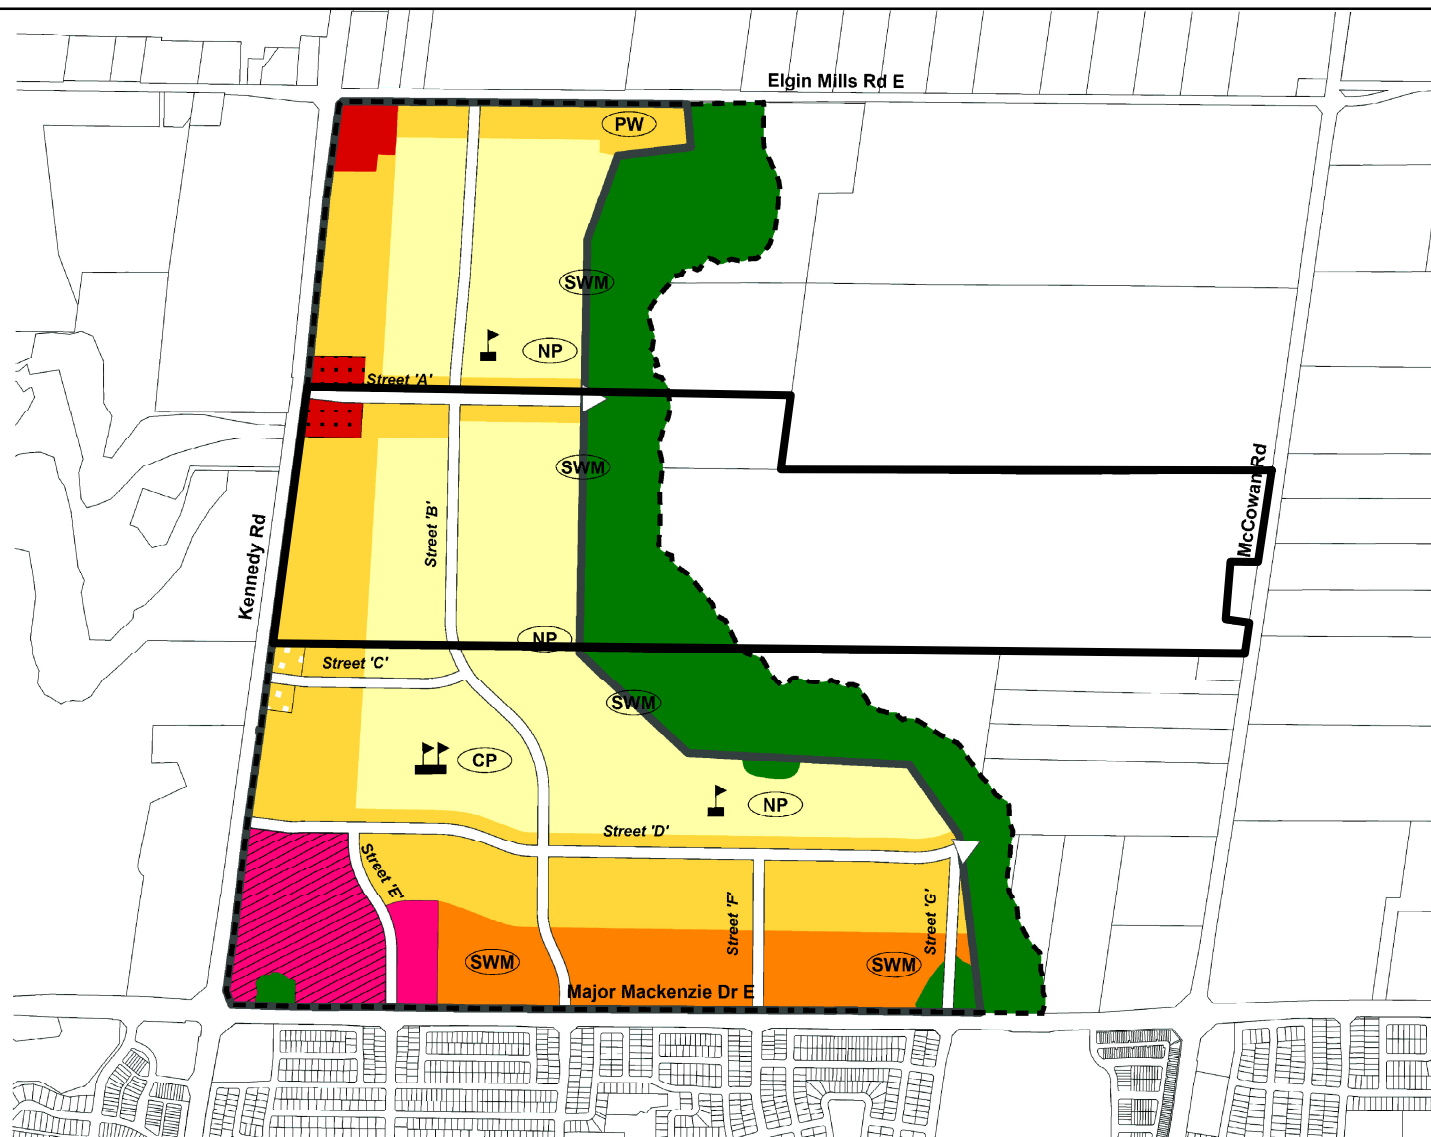 Elgin Mills Rd E
PW
SWM
NP
Street 'A'
SWM
Street 'B'
McCowan Rd
Kennedy Rd
NP
Street 'C'
SWM
CP
NP
Street 'D'
Street 'E'
Street 'F'
Street 'G'
SWM
SWM
Major Mackenzie Dr E